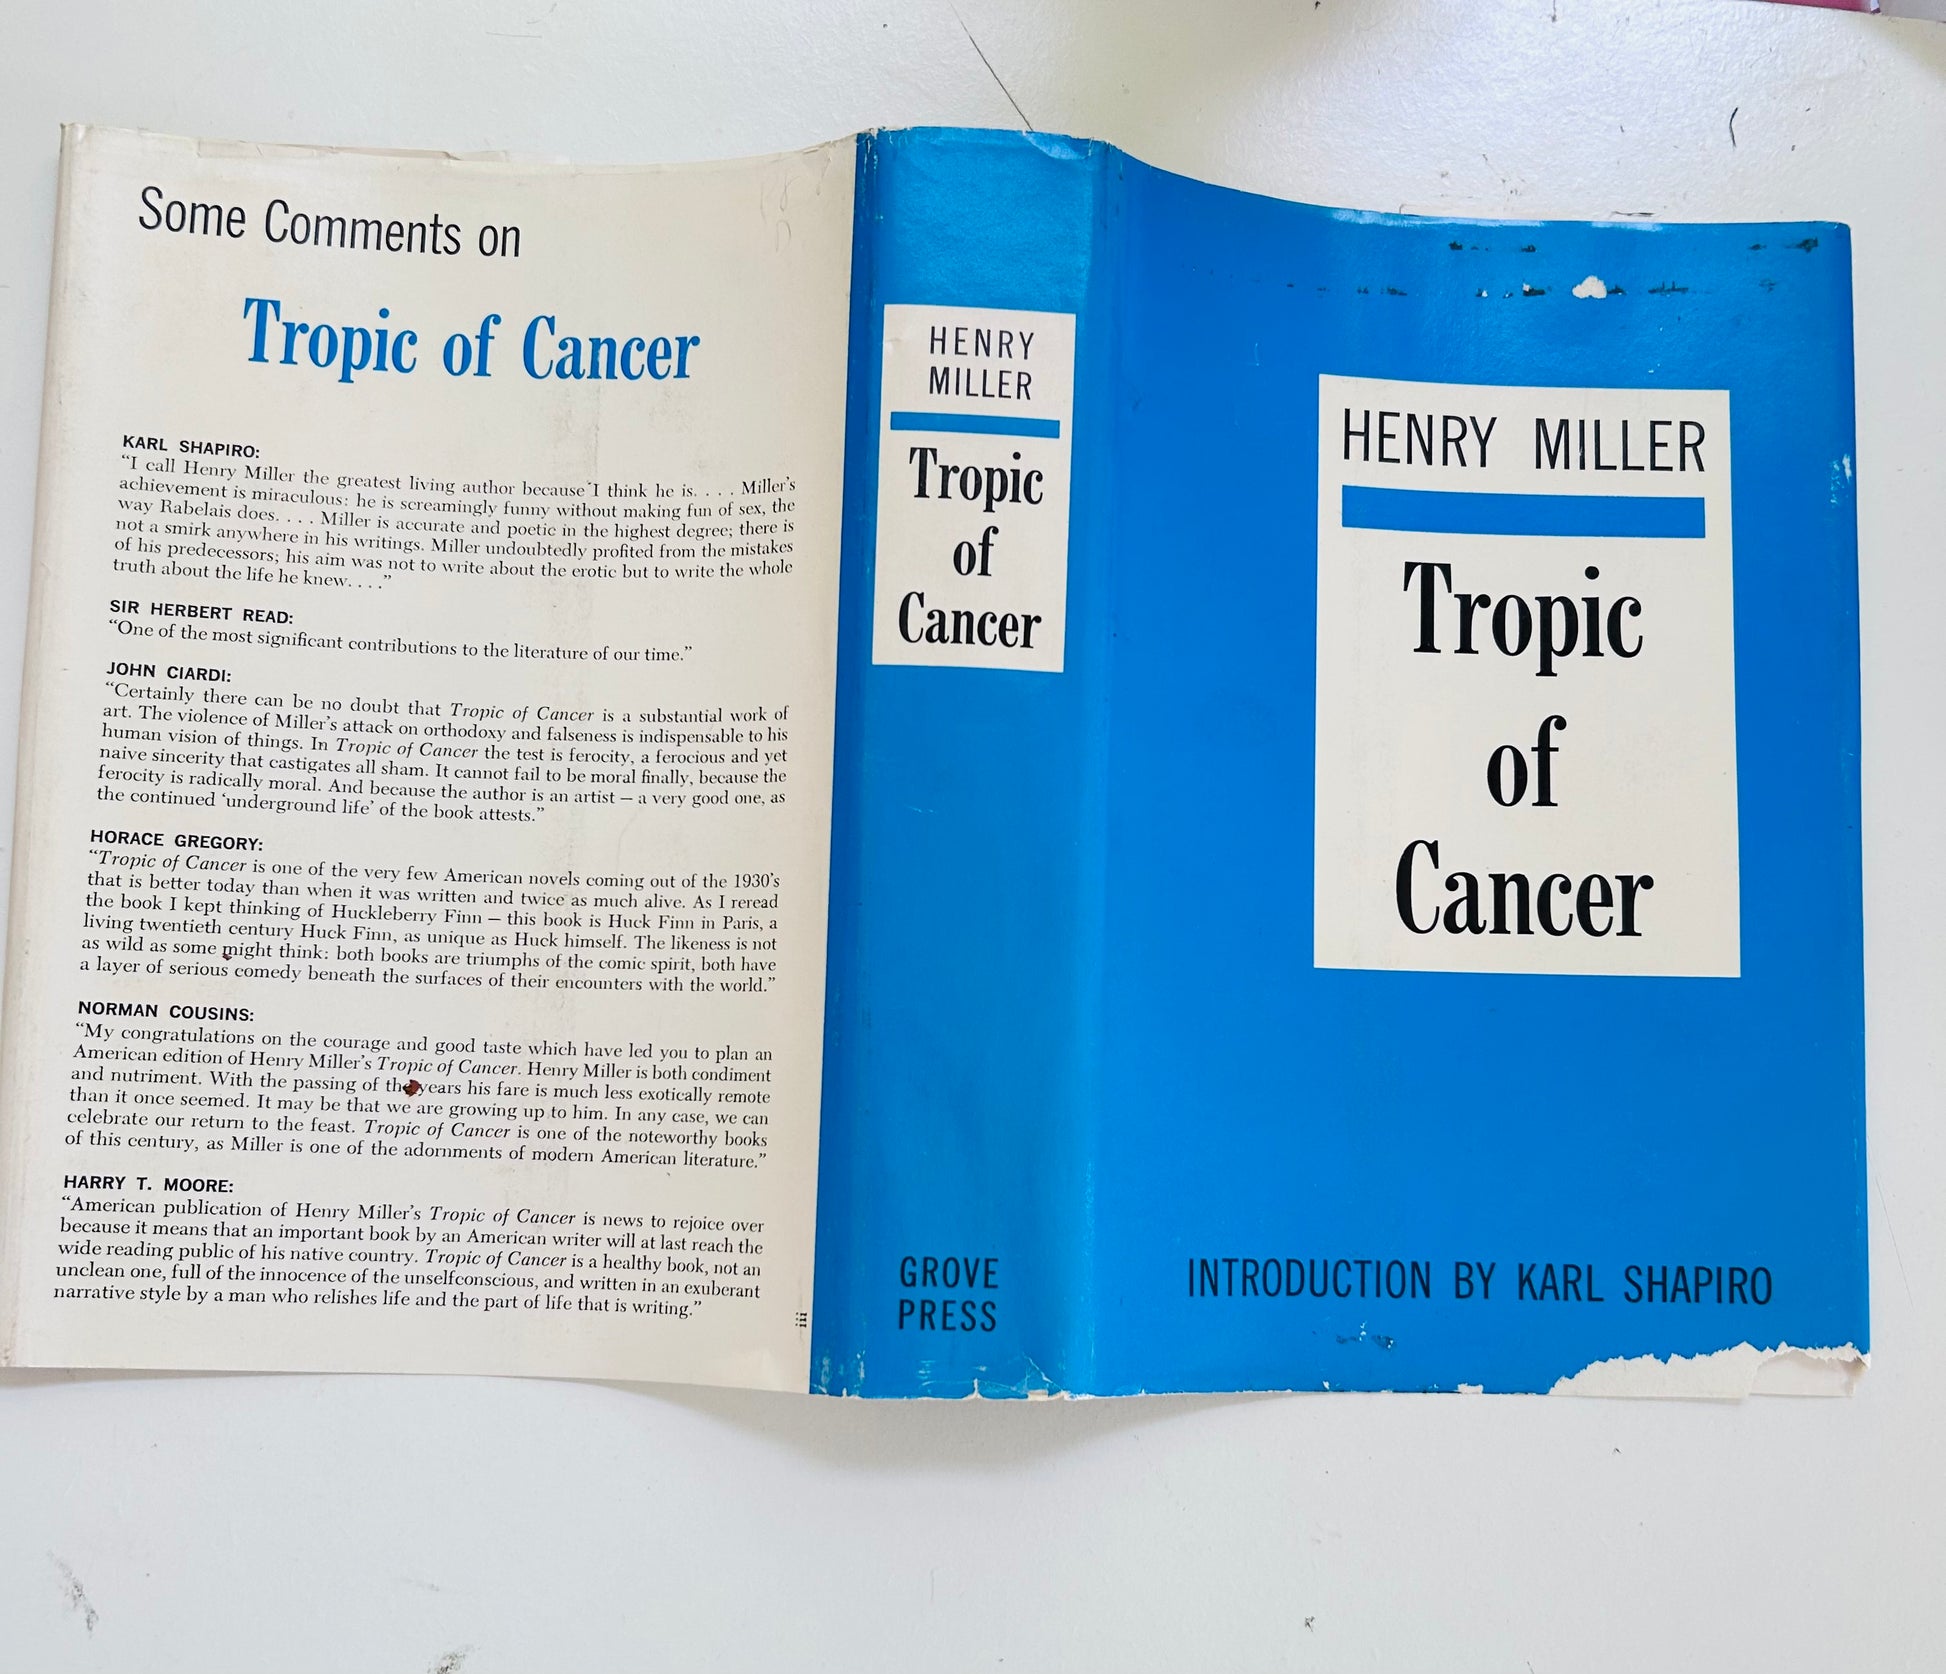 Some Comments on
Tropic of Cancer
KARL SHAPIRO:
“I call Henry Miller the greatest living author because I think he is. . . . Miller’s
achievement is miraculous: he is screamingly funny without making fun of sex, the
way Rabelais does. . . . Miller is accurate and poetic in the highest degree; there is
not a smirk anywhere in his writings. Miller undoubtedly profited from the mistakes
of his predecessors; his aim was not to write about the erotic but to write the whole
truth about the life he knew. . . .”
SIR HERBERT READ:
“One of the most significant contributions to the literature of our time.”
JOHN CIARDI:
“Certainly there can be no doubt that Tropic of Cancer is a substantial work of
art. The violence of Miller’s attack on orthodoxy and falseness is indispensable to his
human vision of things. In Tropic of Cancer the test is ferocity, a ferocious and yet
naive sincerity that castigates all sham. It cannot fail to be moral finally, because the
ferocity is radically moral. And because the author is an artist — a very good one, as
the continued ‘underground life’ of the book attests.”
HORACE GREGORY:
“Tropic of Cancer is one of the very few American novels coming out of the 1930’s
that is better today than when it was written and twice as much alive. As I reread
the book I kept thinking of Huckleberry Finn — this book is Huck Finn in Paris, a
living twentieth century Huck Finn, as unique as Huck himself. The likeness is not
as wild as some might think: both books are triumphs of the comic spirit, both have
a layer of serious comedy beneath the surfaces of their encounters with the world.”
NORMAN COUSINS:
“My congratulations on the courage and good taste which have led you to plan an
American edition of Henry Miller’s Tropic of Cancer. Henry Miller is both condiment
and nutriment. With the passing of the years his fare is much less exotically remote
than it once seemed. It may be that we are growing up to him. In any case, we can
celebrate our return to the feast. Tropic of Cancer is one of the noteworthy books
of this century, as Miller is one of the adornments of modern American literature.”
HARRY T. MOORE:
“American publication of Henry Miller’s Tropic of Cancer is news to rejoice over
because it means that an important book by an American writer will at last reach the
wide reading public of his native country. Tropic of Cancer is a healthy book, not an
unclean one, full of the innocence of the unselfconscious, and written in an exuberant
narrative style by a man who relishes life and the part of life that is writing.”
iii
HENRY
MILLER
Tropic
of
Cancer
GROVE
PRESS
HENRY MILLER
Tropic
of
Cancer
INTRODUCTION BY KARL SHAPIRO